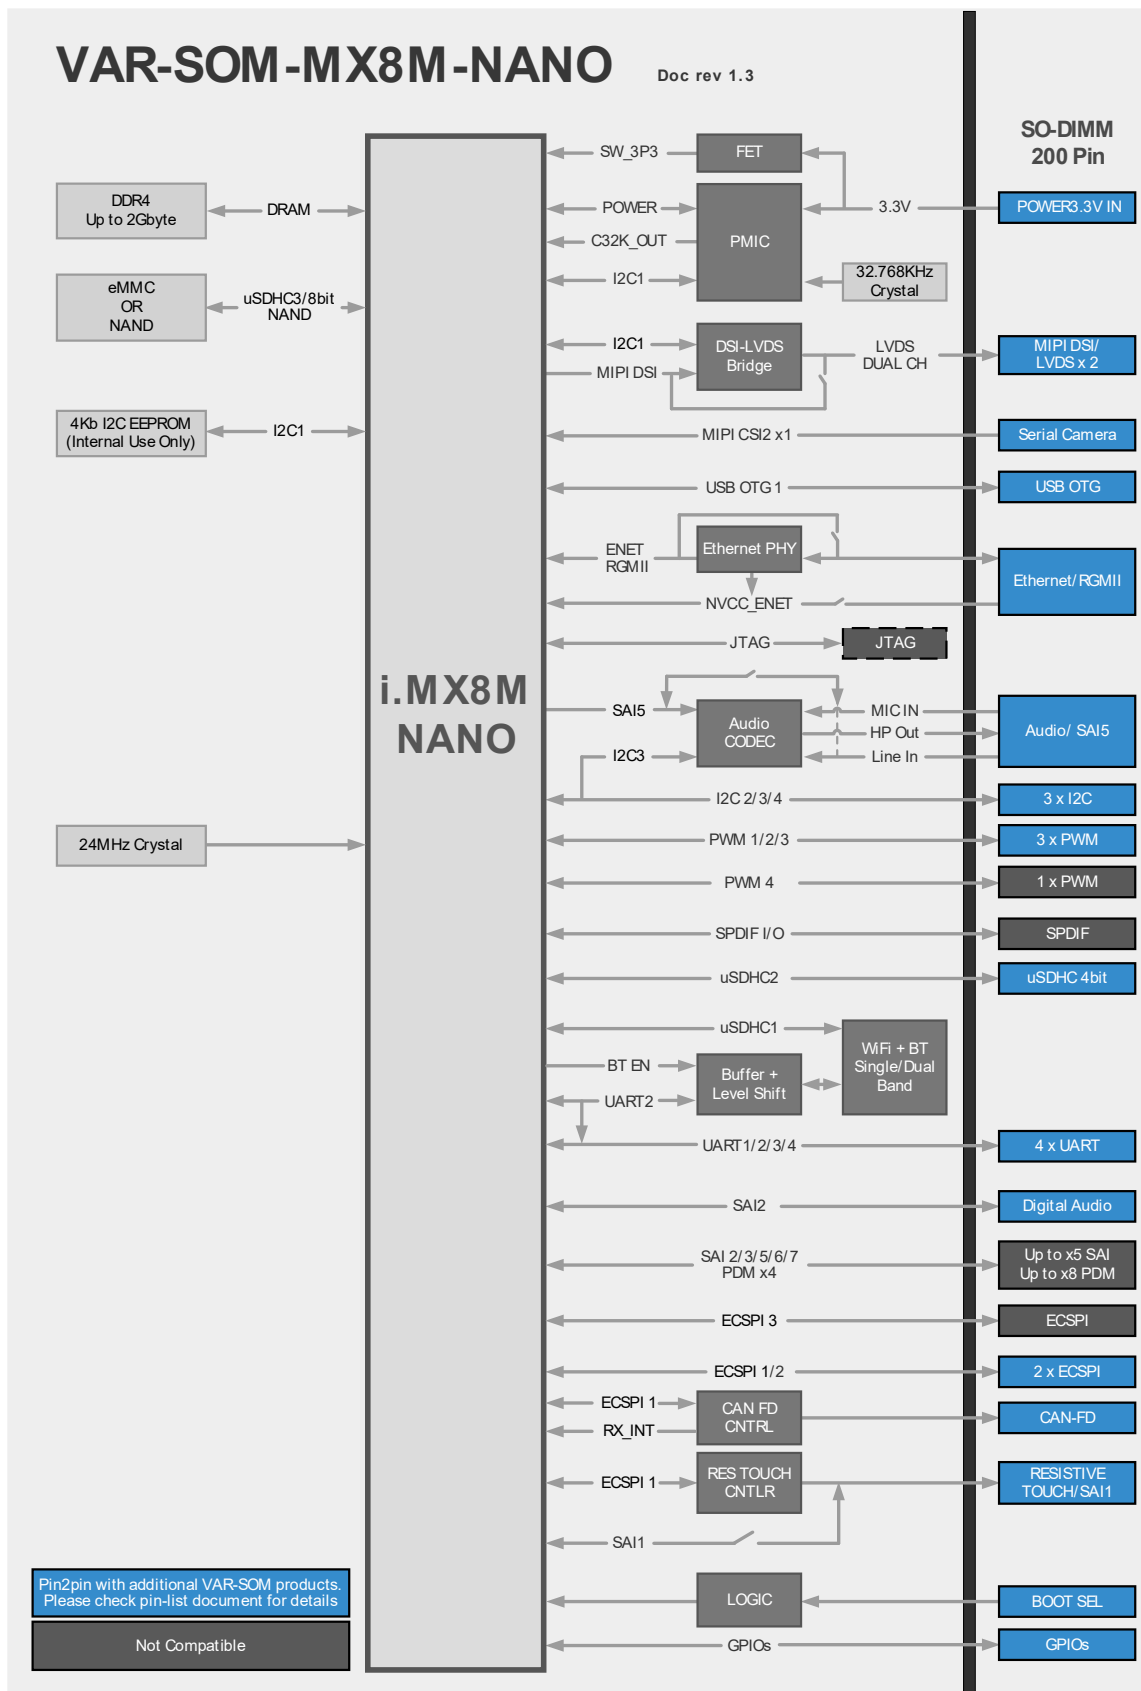 VAR-SOM-MX8M-NANO
Doc rev 1.3
SO-DIMM
200 Pin
SW_3P3
FET
DDR4
Up to 2Gbyte
DRAM
POWER
PMIC
3.3V
POWER3.3V IN
C32K_OUT
I2C1
32.768KHz
Crystal
eMMC
OR
NAND
uSDHC3/8bit
NAND
I2C1
DSI-LVDS
Bridge
MIPI DSI
LVDS
DUAL CH
MIPI DSI/
LVDS x 2
4Kb I2C EEPROM
(Internal Use Only)
I2C1
MIPI CSI2 x1
Serial Camera
USB OTG 1
USB OTG
ENET
RGMII
Ethernet PHY
Ethernet/RGMII
NVCC_ENET
JTAG
JTAG
i.MX8M
NANO
SAI5
Audio
CODEC
MIC IN
HP Out
Line In
Audio/ SAI5
I2C3
I2C 2/3/4
3 x I2C
24MHz Crystal
PWM 1/2/3
3 x PWM
PWM 4
1 x PWM
SPDIF I/O
SPDIF
uSDHC2
uSDHC 4bit
uSDHC1
WiFi + BT
Single/Dual
Band
BT EN
Buffer +
Level Shift
UART2
UART1/2/3/4
4 x UART
SAI2
Digital Audio
SAI 2/3/5/6/7
PDM x4
Up to x5 SAI
Up to x8 PDM
ECSPI 3
ECSPI
ECSPI 1/2
2 x ECSPI
ECSPI 1
RX_INT
CAN FD
CNTRL
CAN-FD
ECSPI 1
RES TOUCH
CNTLR
RESISTIVE
TOUCH/SAI1
SAI1
Pin2pin with additional VAR-SOM products.
Please check pin-list document for details
LOGIC
BOOT SEL
Not Compatible
GPIOs
GPIOs